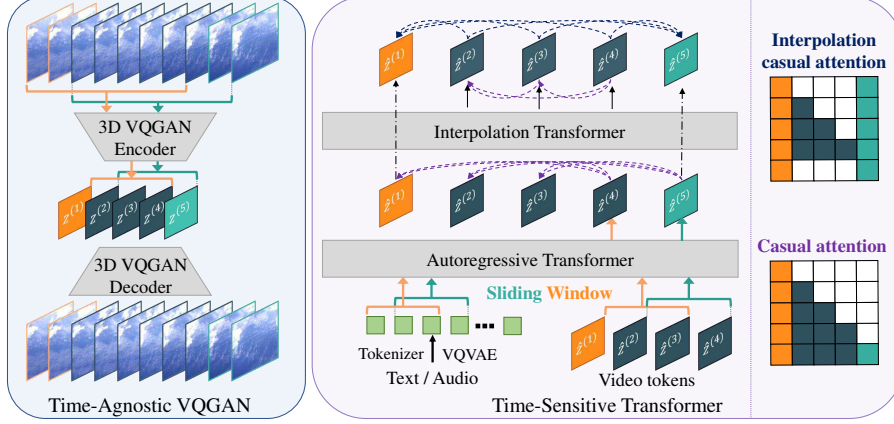 3D VQGAN
Encoder
z(1)
z(2)
z(3)
z(4)
z(5)
3D VQGAN
Decoder
Time-Agnostic VQGAN
ẑ(1)
ẑ(2)
ẑ(3)
ẑ(4)
ẑ(5)
Interpolation Transformer
ẑ(1)
ẑ(2)
ẑ(3)
ẑ(4)
ẑ(5)
Autoregressive Transformer
Sliding Window
Tokenizer
VQVAE
Text / Audio
ẑ(1)
ẑ(2)
ẑ(3)
ẑ(4)
Video tokens
Time-Sensitive Transformer
Interpolation
casual attention
Casual attention